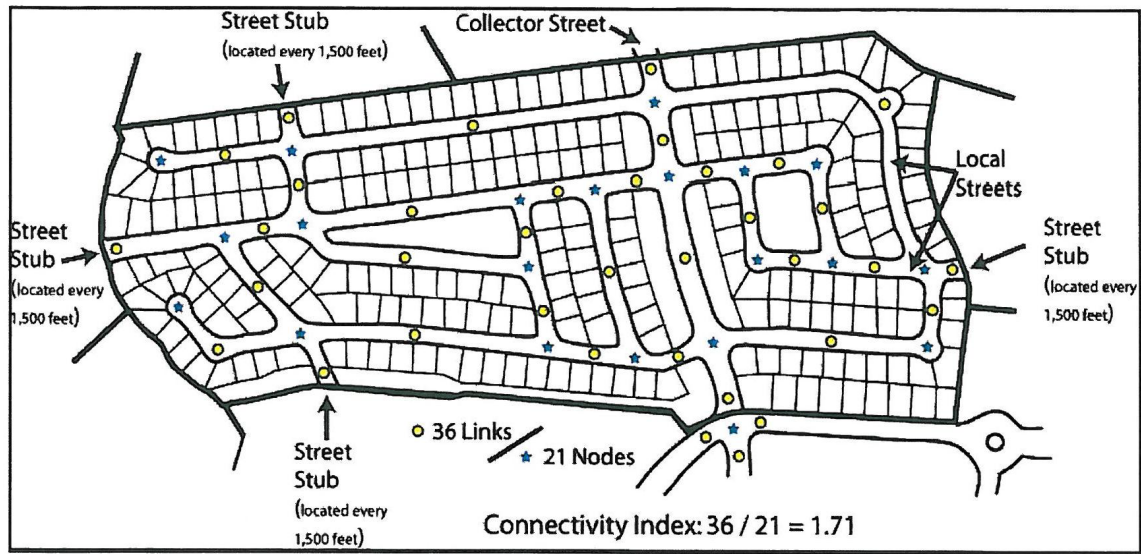 Street Stub
(located every 1,500 feet)
Collector Street
Local
Streets
Street
Stub
(located every
1,500 feet)
Street
Stub
(located every
1,500 feet)
Street
Stub
(located every
1,500 feet)
36 Links
21 Nodes
Connectivity Index: 36 / 21 = 1.71